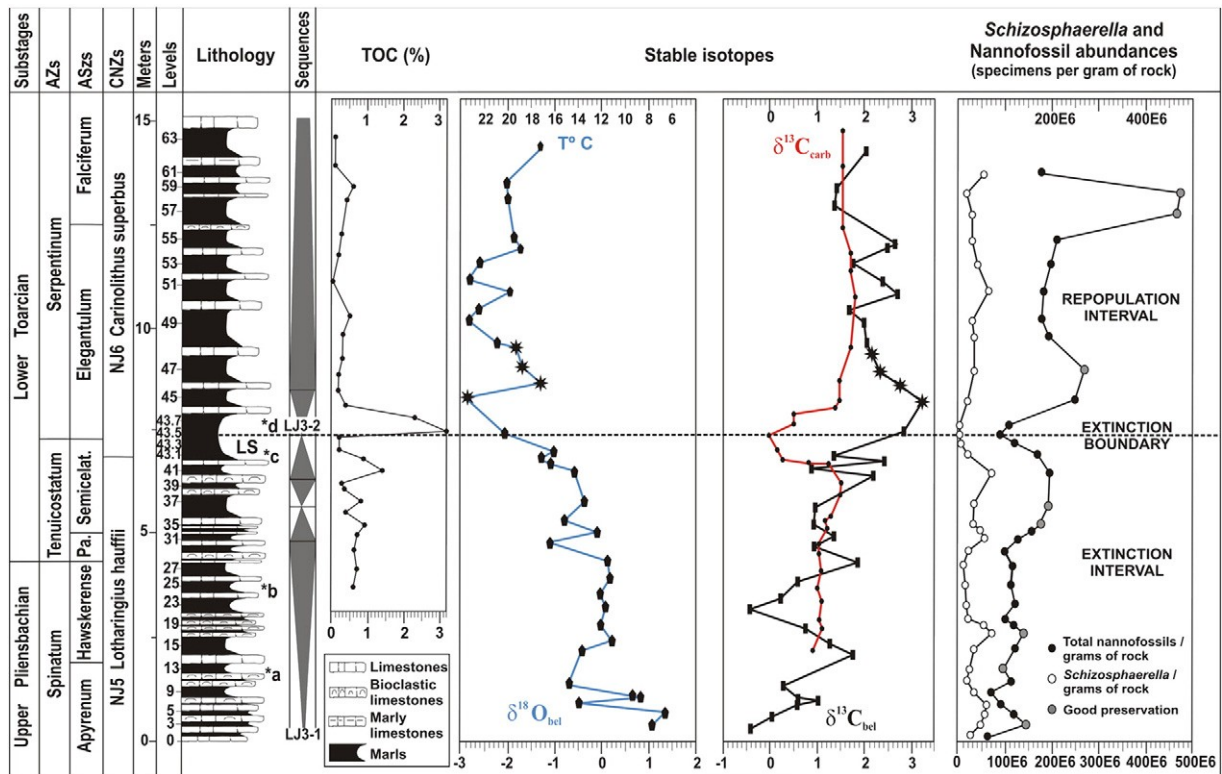 Substages
AZs
ASzs
CNZs
Meters
Levels
Lithology
Sequences
TOC (%)
Stable isotopes
Schizosphaerella and
Nannofossil abundances
(specimens per gram of rock)
Lower Toarcian
Upper Pliensbachian
Serpentinum
Tenuicostatum
Spinatum
Falciferum
Elegantulum
Semicelat.
Pa.
Hawskerense
Apyrenum
NJ6 Carinolithus superbus
NJ5 Lotharingius hauffii
15
10
5
0
63
61
59
57
55
53
51
49
47
45
43.7
43.5
43.3
43.1
41
39
37
35
31
27
25
23
19
15
13
9
5
3
0
*d
LS
*c
*b
*a
LJ3-2
LJ3-1
1 2 3
0 1 2 3
22 20 18 16 14 12 10 8 6
T° C
δ18Obel
-3 -2 -1 0 1 2
0 1 2 3
δ13Ccarb
δ13Cbel
-1 0 1 2 3
200E6 400E6
0 100E6 200E6 300E6 400E6 500E6
REPOPULATION
INTERVAL
EXTINCTION
BOUNDARY
EXTINCTION
INTERVAL
Total nannofossils /
grams of rock
Schizosphaerella /
grams of rock
Good preservation
Limestones
Bioclastic
limestones
Marly
limestones
Marls